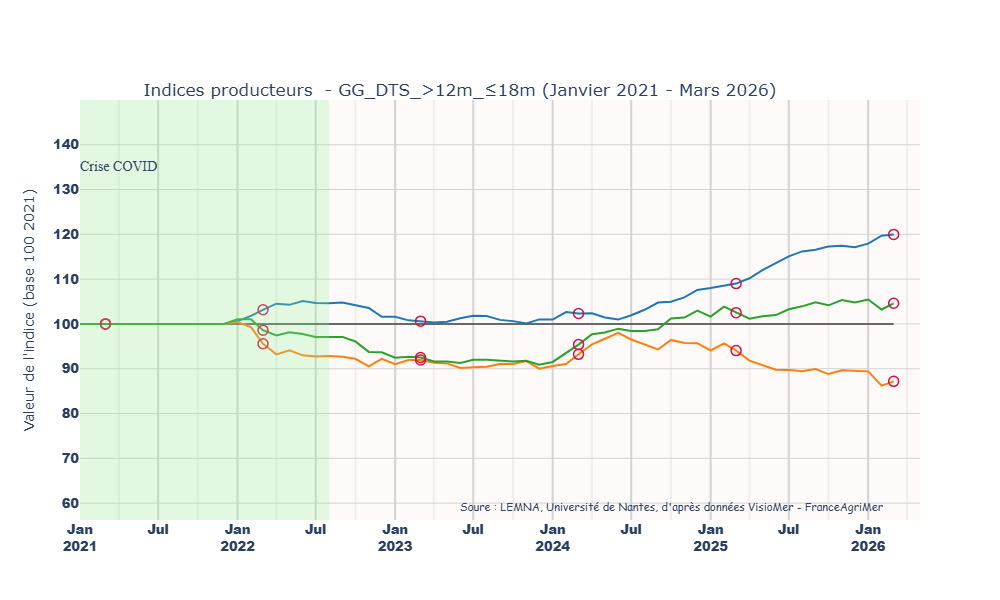 Indices producteurs - GG_DTS_>12m_≤18m (Janvier 2021 - Mars 2026)
Valeur de l'indice (base 100 2021)
140
130
120
110
100
90
80
70
60
Crise COVID
Soure : LEMNA, Université de Nantes, d'après données VisioMer - FranceAgriMer
Jan Jul Jan Jul Jan Jul Jan Jul Jan Jul Jan
2021 2022 2023 2024 2025 2026